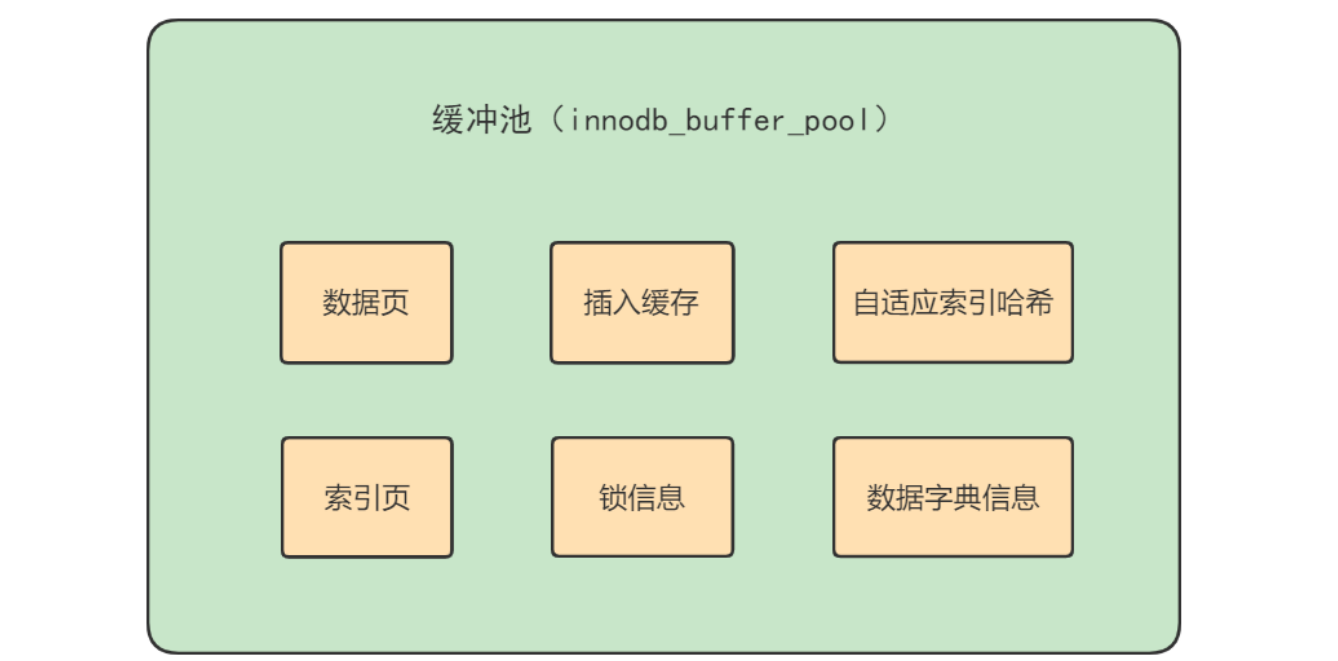 缓冲池（innodb_buffer_pool）
数据页
插入缓存
自适应索引哈希
索引页
锁信息
数据字典信息